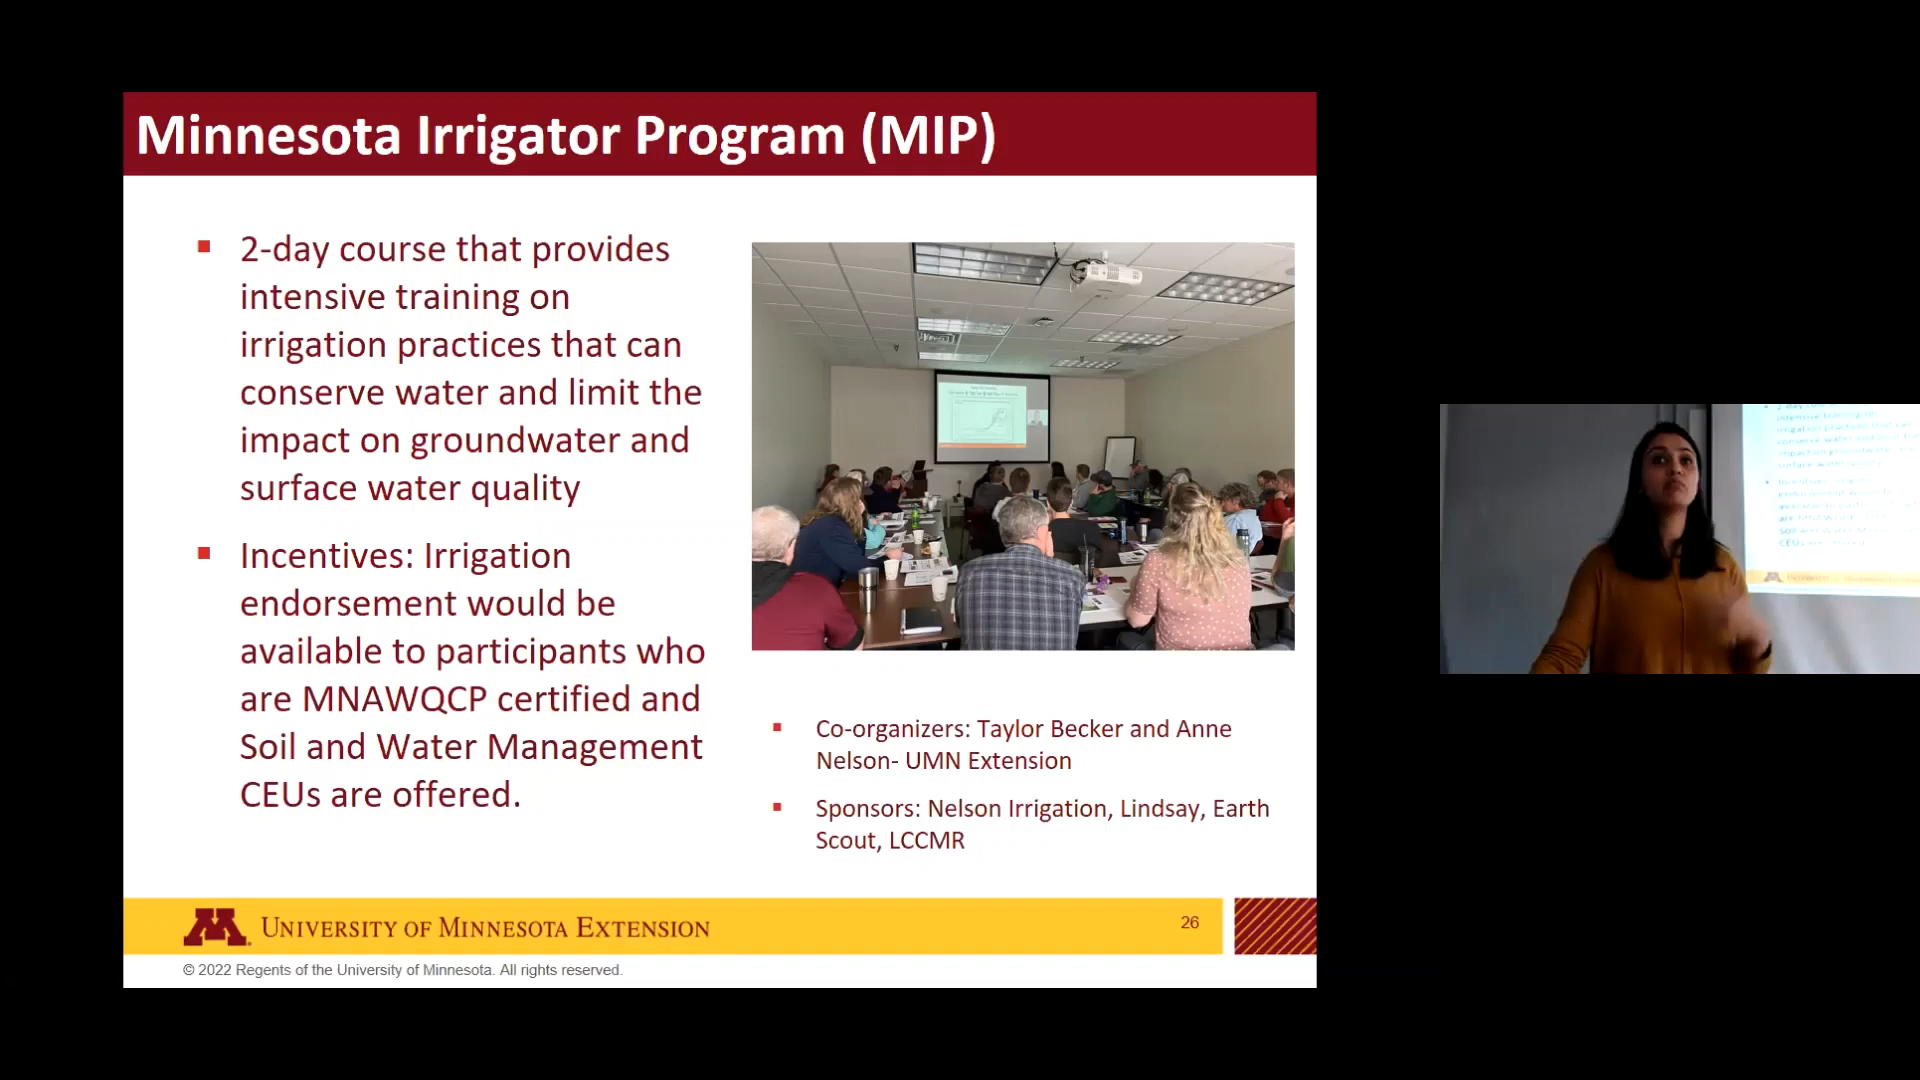 Minnesota Irrigator Program (MIP)
2-day course that provides
intensive training on
irrigation practices that can
conserve water and limit the
impact on groundwater and
surface water quality
Incentives: Irrigation
endorsement would be
available to participants who
are MNAWQCP certified and
Soil and Water Management
CEUs are offered.
Co-organizers: Taylor Becker and Anne
Nelson- UMN Extension
Sponsors: Nelson Irrigation, Lindsay, Earth
Scout, LCCMR
UNIVERSITY OF MINNESOTA EXTENSION
26
© 2022 Regents of the University of Minnesota. All rights reserved.